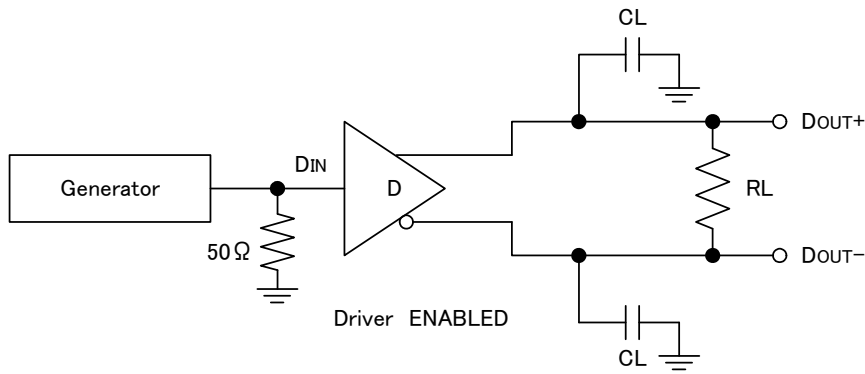 CL
DOUT+
DIN
Generator
D
RL
50Ω
DOUT-
Driver ENABLED
CL